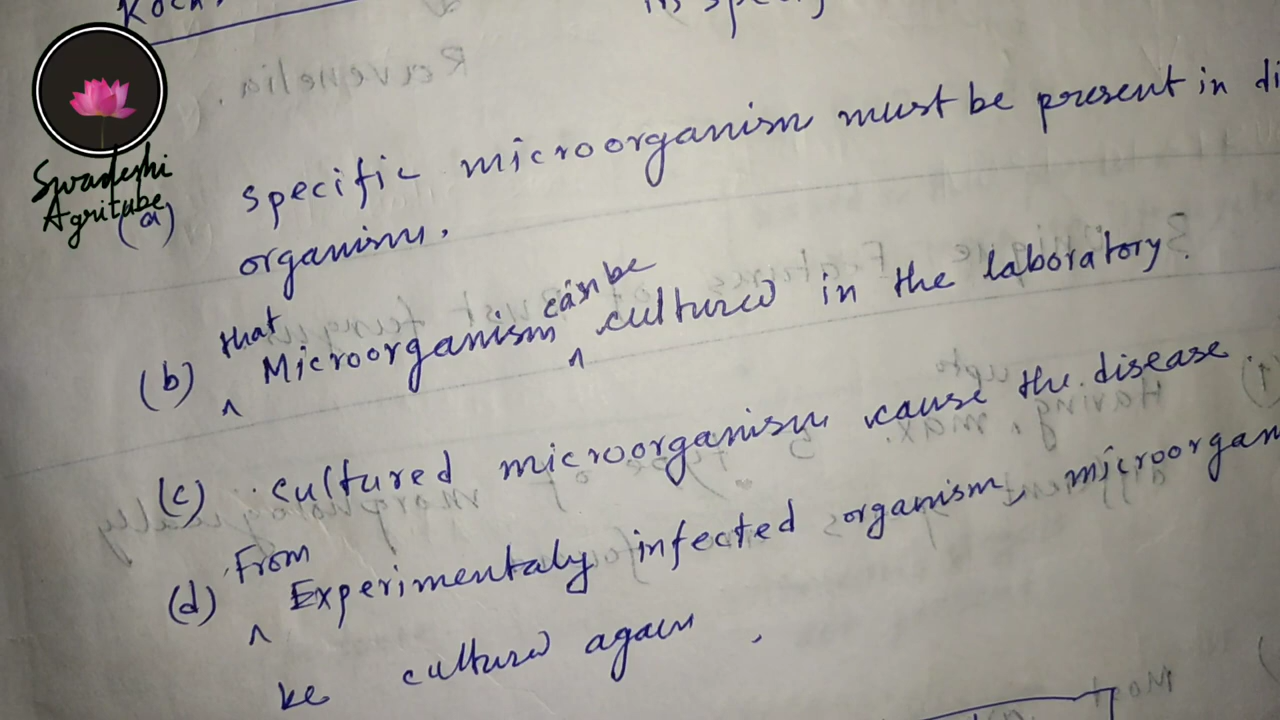 Swadeshi
Agritube
(a) specific microorganism must be present in di
organism.
(b) that Microorganism can be cultured in the laboratory.
(c) cultured microorganism cause the disease.
(d) From Experimentaly infected organism, microorgan
be cultured again.